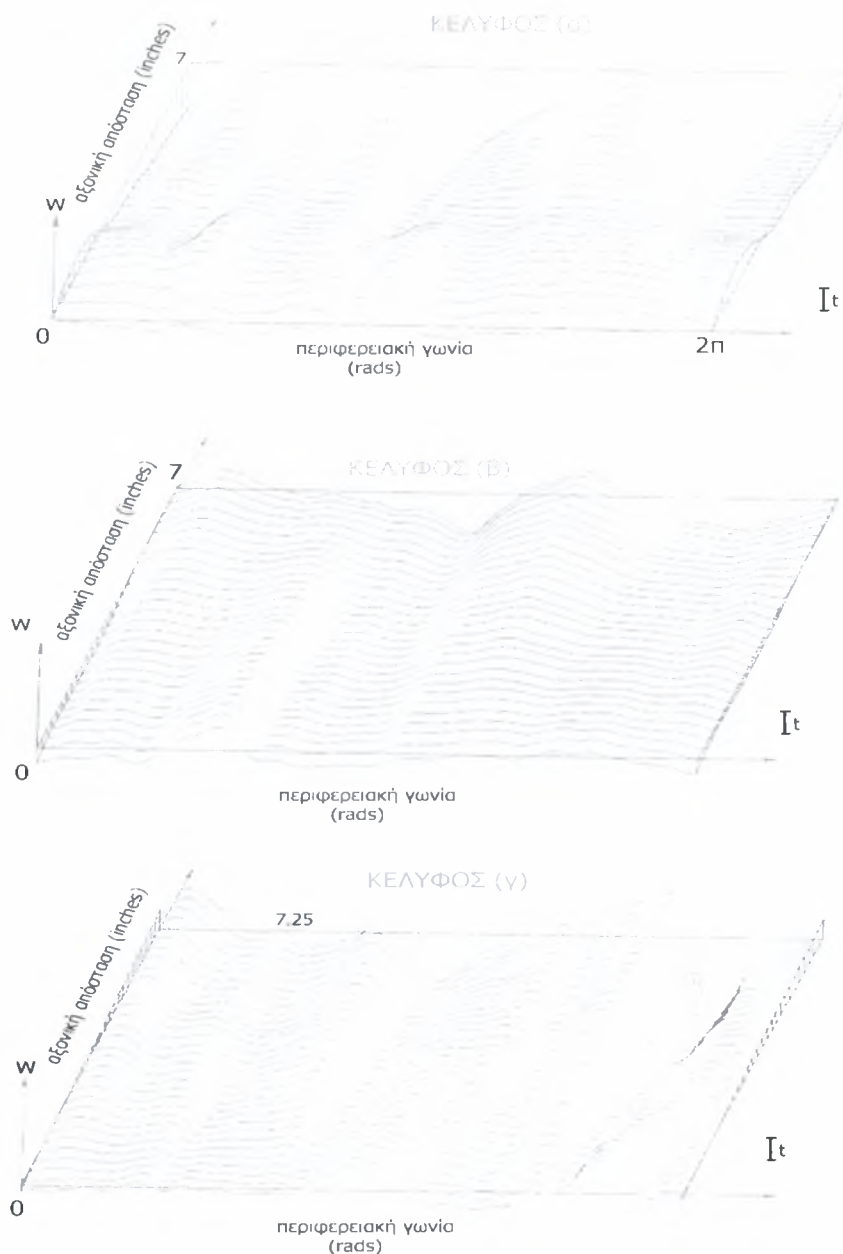 ΚΕΛΥΦΟΣ (α)
7
αξονική απόσταση (inches)
w
0
περιφερειακή γωνία
(rads)
2π
t
ΚΕΛΥΦΟΣ (β)
7
αξονική απόσταση (inches)
w
0
περιφερειακή γωνία
(rads)
t
ΚΕΛΥΦΟΣ (γ)
7.25
αξονική απόσταση (inches)
w
0
περιφερειακή γωνία
(rads)
t